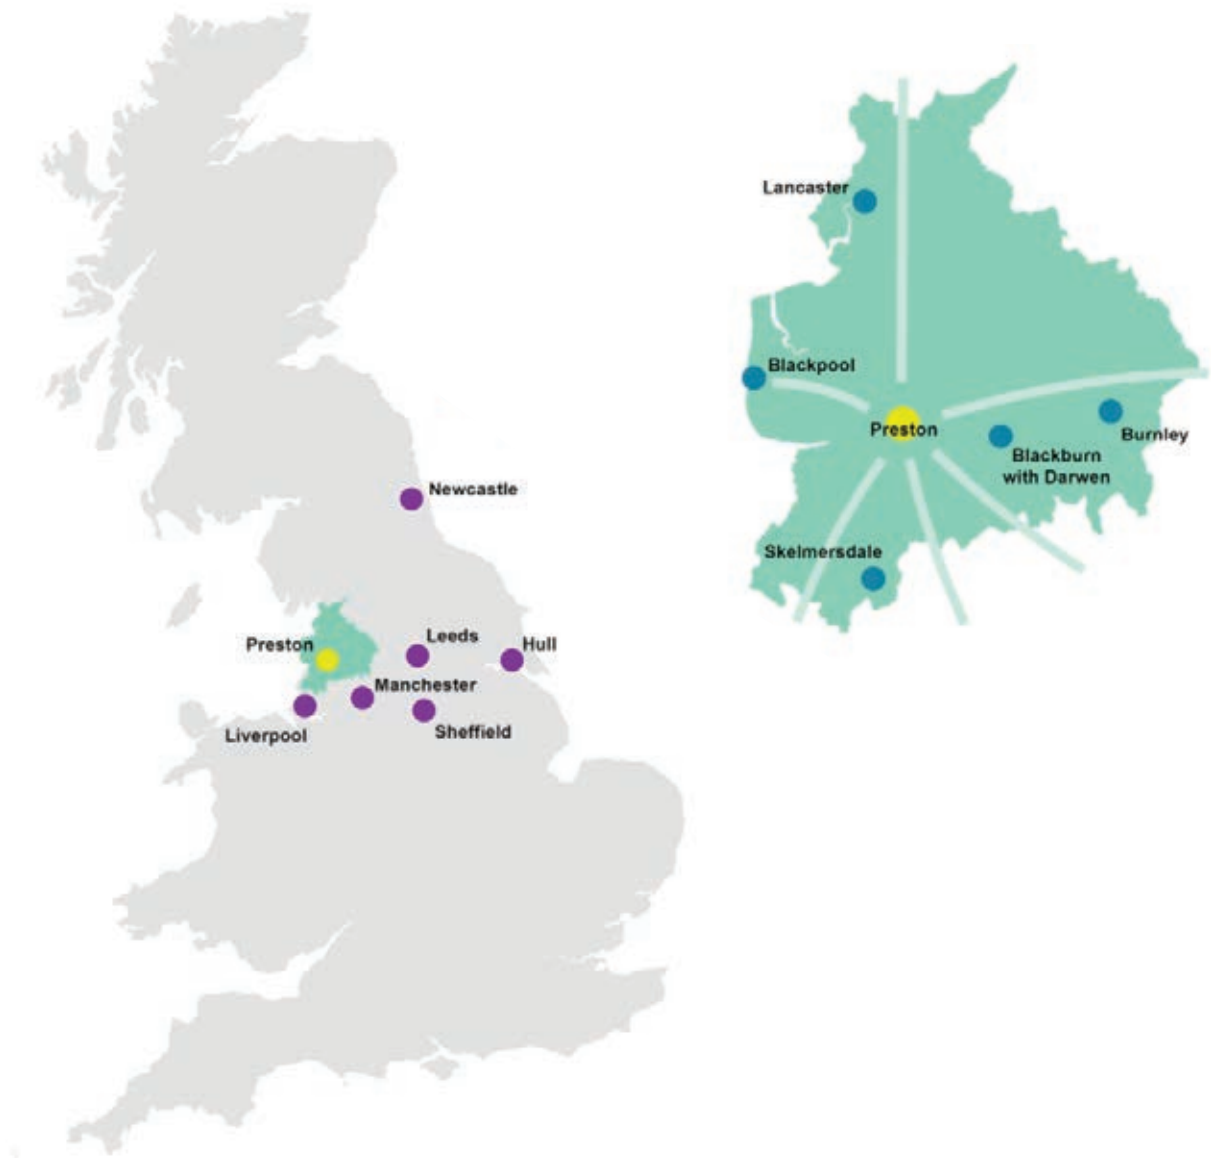 Newcastle
Preston
Leeds
Hull
Manchester
Liverpool
Sheffield
Lancaster
Blackpool
Preston
Burnley
Blackburn
with Darwen
Skelmersdale